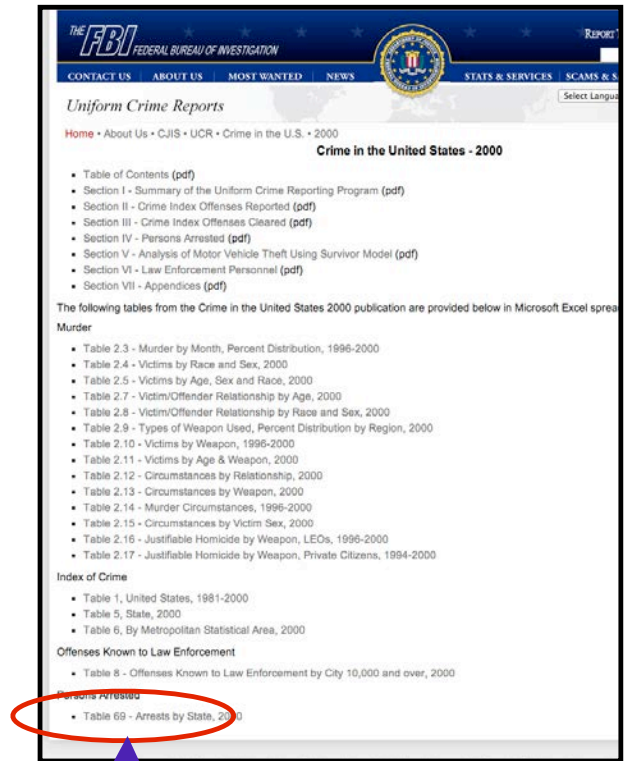 THE FBI FEDERAL BUREAU OF INVESTIGATION
REPORT
CONTACT US ABOUT US MOST WANTED NEWS STATS & SERVICES SCAMS & S
Select Langua
Uniform Crime Reports
Home • About Us • CJIS • UCR • Crime in the U.S. • 2000
Crime in the United States - 2000
• Table of Contents (pdf)
• Section I - Summary of the Uniform Crime Reporting Program (pdf)
• Section II - Crime Index Offenses Reported (pdf)
• Section III - Crime Index Offenses Cleared (pdf)
• Section IV - Persons Arrested (pdf)
• Section V - Analysis of Motor Vehicle Theft Using Survivor Model (pdf)
• Section VI - Law Enforcement Personnel (pdf)
• Section VII - Appendices (pdf)
The following tables from the Crime in the United States 2000 publication are provided below in Microsoft Excel sprea
Murder
• Table 2.3 - Murder by Month, Percent Distribution, 1996-2000
• Table 2.4 - Victims by Race and Sex, 2000
• Table 2.5 - Victims by Age, Sex and Race, 2000
• Table 2.7 - Victim/Offender Relationship by Age, 2000
• Table 2.8 - Victim/Offender Relationship by Race and Sex, 2000
• Table 2.9 - Types of Weapon Used, Percent Distribution by Region, 2000
• Table 2.10 - Victims by Weapon, 1996-2000
• Table 2.11 - Victims by Age & Weapon, 2000
• Table 2.12 - Circumstances by Relationship, 2000
• Table 2.13 - Circumstances by Weapon, 2000
• Table 2.14 - Murder Circumstances, 1996-2000
• Table 2.15 - Circumstances by Victim Sex, 2000
• Table 2.16 - Justifiable Homicide by Weapon, LEOs, 1996-2000
• Table 2.17 - Justifiable Homicide by Weapon, Private Citizens, 1994-2000
Index of Crime
• Table 1, United States, 1981-2000
• Table 5, State, 2000
• Table 6, By Metropolitan Statistical Area, 2000
Offenses Known to Law Enforcement
• Table 8 - Offenses Known to Law Enforcement by City 10,000 and over, 2000
Persons Arrested
• Table 69 - Arrests by State, 2000